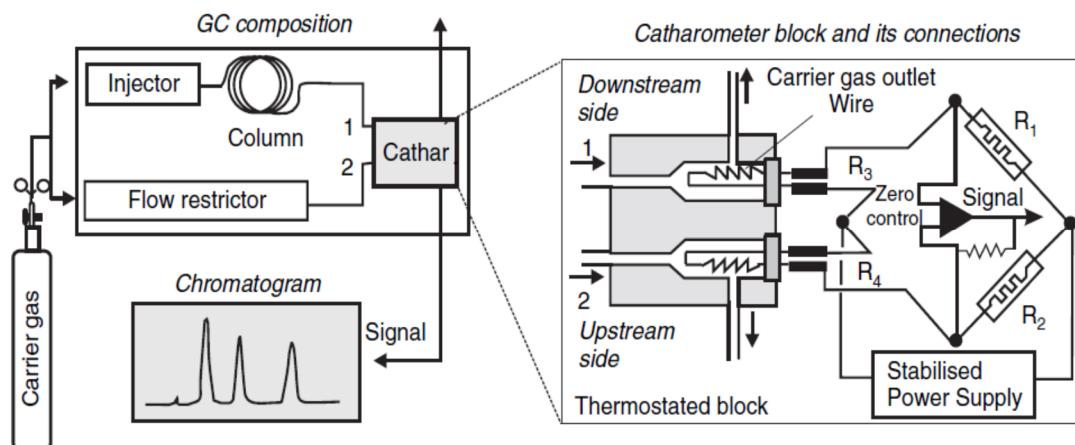 GC composition
Injector
Column
1
2
Cathar
Flow restrictor
Carrier gas
Chromatogram
Signal
Catharometer block and its connections
Downstream
side
Carrier gas outlet
Wire
1
R3
R1
Zero
control
Signal
R4
R2
2
Upstream
side
Thermostated block
Stabilised
Power Supply